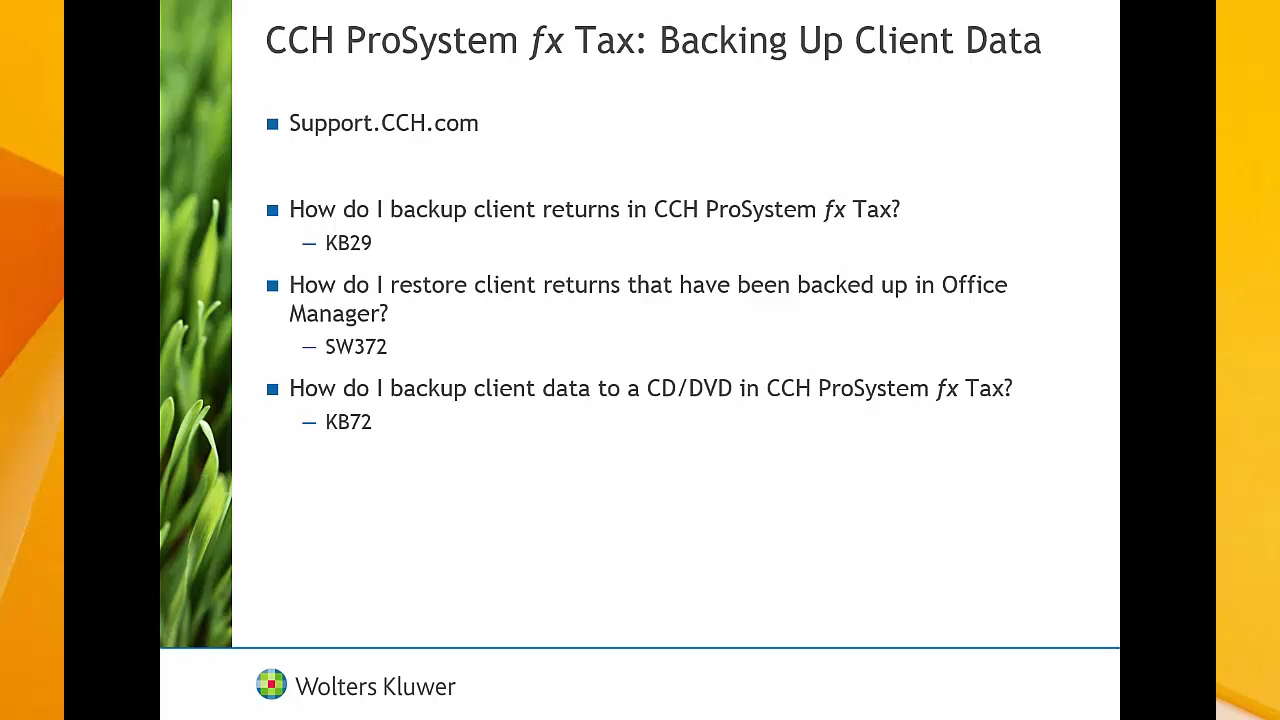 CCH ProSystem fx Tax: Backing Up Client Data
Support.CCH.com
How do I backup client returns in CCH ProSystem fx Tax?
– KB29
How do I restore client returns that have been backed up in Office
Manager?
– SW372
How do I backup client data to a CD/DVD in CCH ProSystem fx Tax?
– KB72
Wolters Kluwer